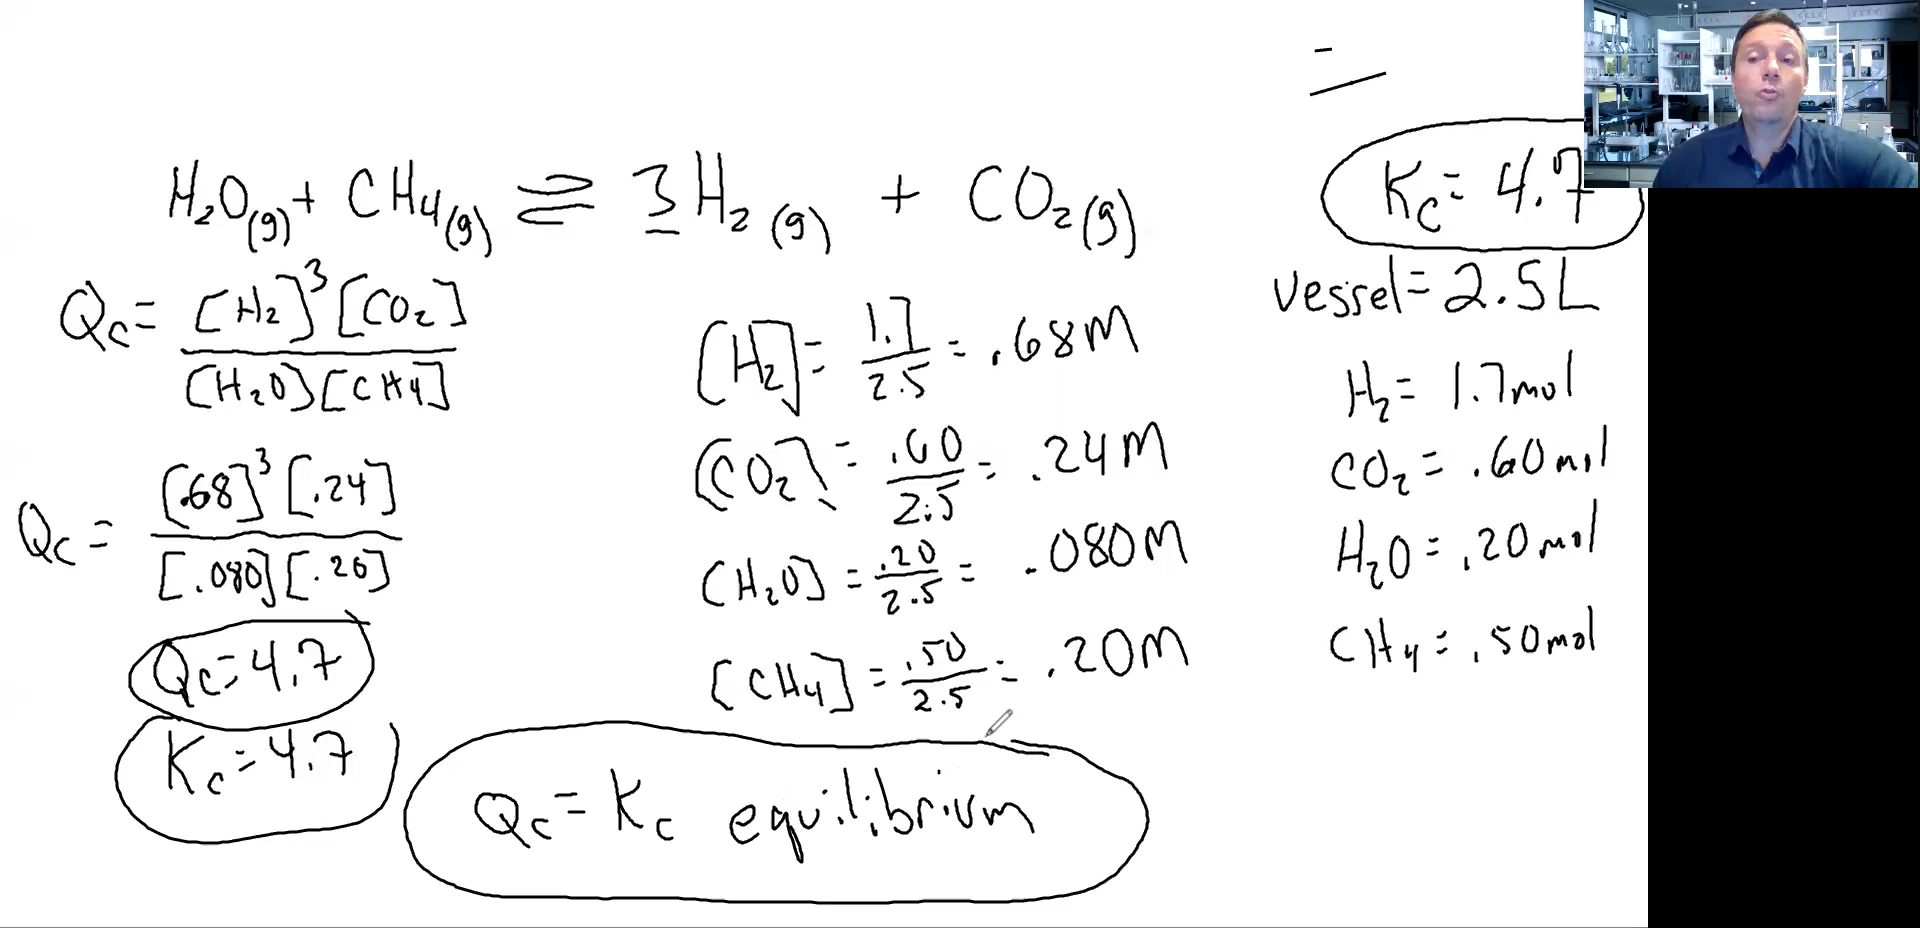 H₂O(g) + CH₄(g) ⇌ 3H₂(g) + CO₂(g)
Kc = 4.7
vessel = 2.5L
Qc = [H₂]³[CO₂] / [H₂O][CH₄]
[H₂] = 1.7 / 2.5 = .68M
H₂ = 1.7mol
[CO₂] = .60 / 2.5 = .24M
CO₂ = .60mol
Qc = [.68]³[.24] / [.080][.20]
[H₂O] = .20 / 2.5 = .080M
H₂O = .20mol
[CH₄] = .50 / 2.5 = .20M
CH₄ = .50mol
Qc = 4.7
Kc = 4.7
Qc = Kc equilibrium